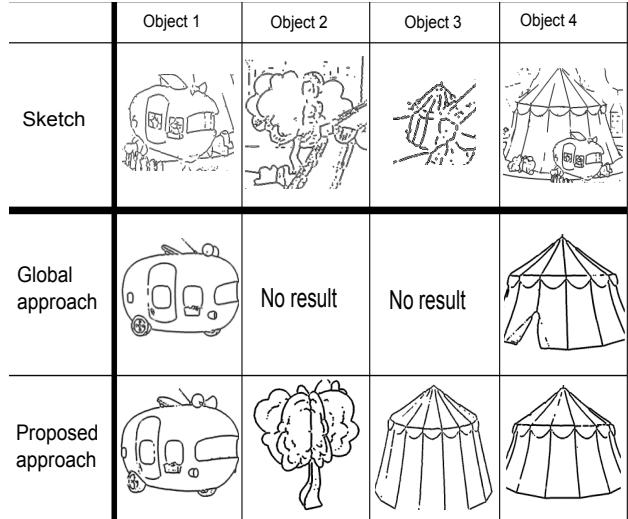 Object 1 Object 2 Object 3 Object 4
Sketch
Global
approach
No result No result
Proposed
approach